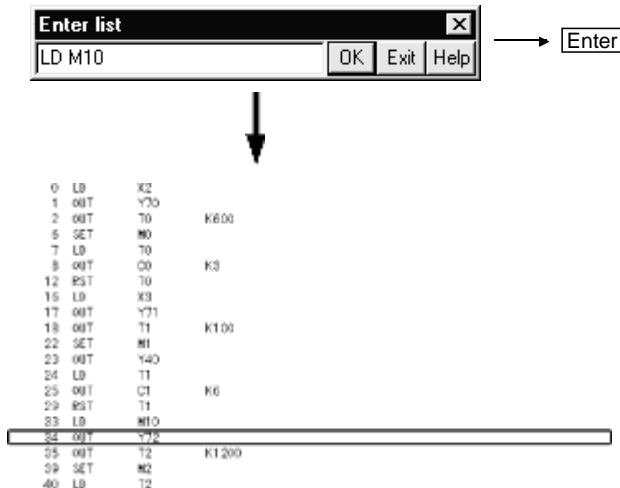 Enter list
LD M10 OK Exit Help
Enter
0 LD X2
1 OUT Y70
2 OUT T0 K600
6 SET M0
7 LD T0
8 OUT C0 K3
12 RST T0
16 LD X3
17 OUT Y71
18 OUT T1 K100
22 SET M1
23 OUT Y40
24 LD T1
25 OUT C1 K6
29 RST T1
33 LD M10
34 OUT Y72
35 OUT T2 K1200
39 SET M2
40 LD T2